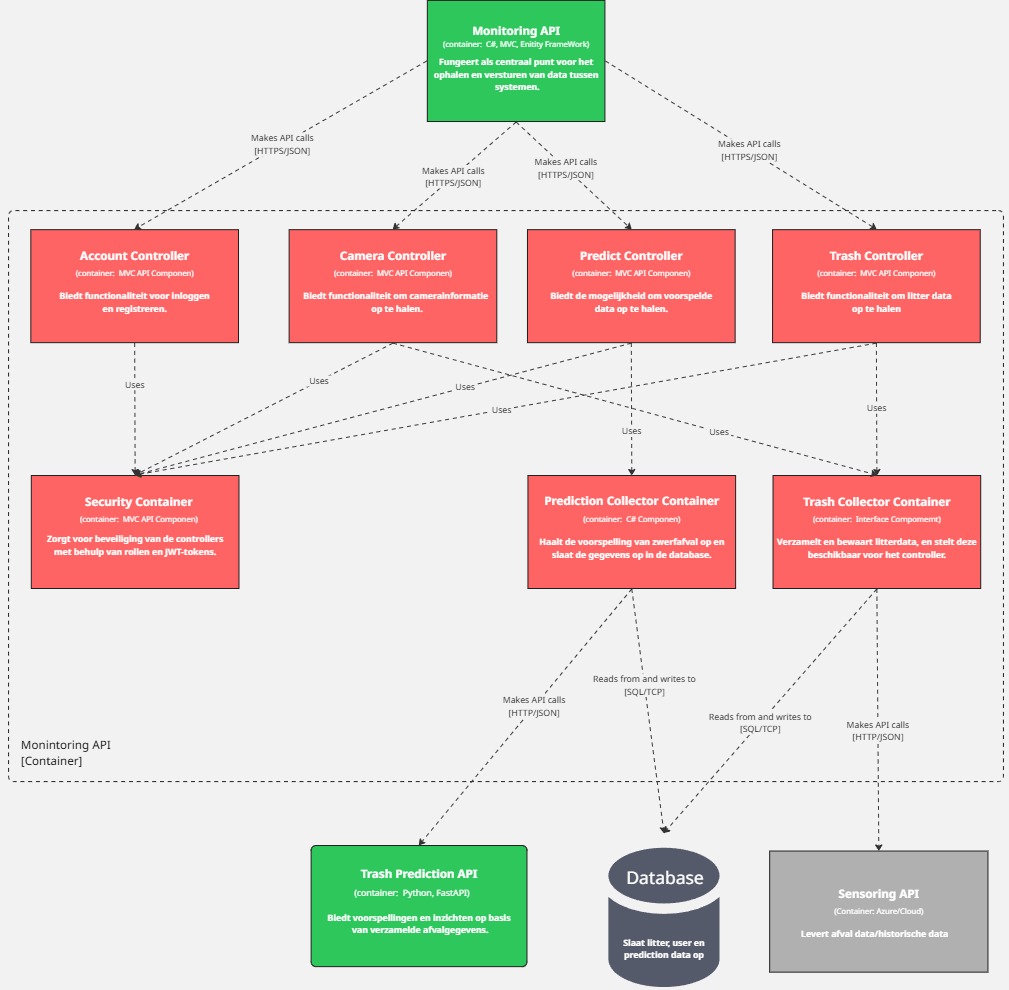 Monitoring API
(container: C#, MVC, Enitity FrameWork)
Fungeert als centraal punt voor het
ophalen en versturen van data tussen
systemen.
Makes API calls
[HTTPS/JSON]
Makes API calls
[HTTPS/JSON]
Makes API calls
[HTTPS/JSON]
Makes API calls
[HTTPS/JSON]
Account Controller
(container: MVC API Componen)
Biedt functionaliteit voor inloggen
en registreren.
Camera Controller
(container: MVC API Componen)
Biedt functionaliteit om camerainformatie
op te halen.
Predict Controller
(container: MVC API Componen)
Biedt de mogelijkheid om voorspelde
data op te halen.
Trash Controller
(container: MVC API Componen)
Biedt functionaliteit om litter data
op te halen
Uses
Uses
Uses
Uses
Uses
Uses
Uses
Security Container
(container: MVC API Componen)
Zorgt voor beveiliging van de controllers
met behulp van rollen en JWT-tokens.
Prediction Collector Container
(container: C# Componen)
Haalt de voorspelling van zwerfafval op en
slaat de gegevens op in de database.
Trash Collector Container
(container: Interface Compomemt)
Verzamelt en bewaart litterdata, en stelt deze
beschikbaar voor het controller.
Makes API calls
[HTTP/JSON]
Reads from and writes to
[SQL/TCP]
Reads from and writes to
[SQL/TCP]
Makes API calls
[HTTP/JSON]
Monintoring API
[Container]
Trash Prediction API
(container: Python, FastAPI)
Biedt voorspellingen en inzichten op basis
van verzamelde afvalgegevens.
Database
Slaat litter, user en
prediction data op
Sensoring API
(Container: Azure/Cloud)
Levert afval data/historische data